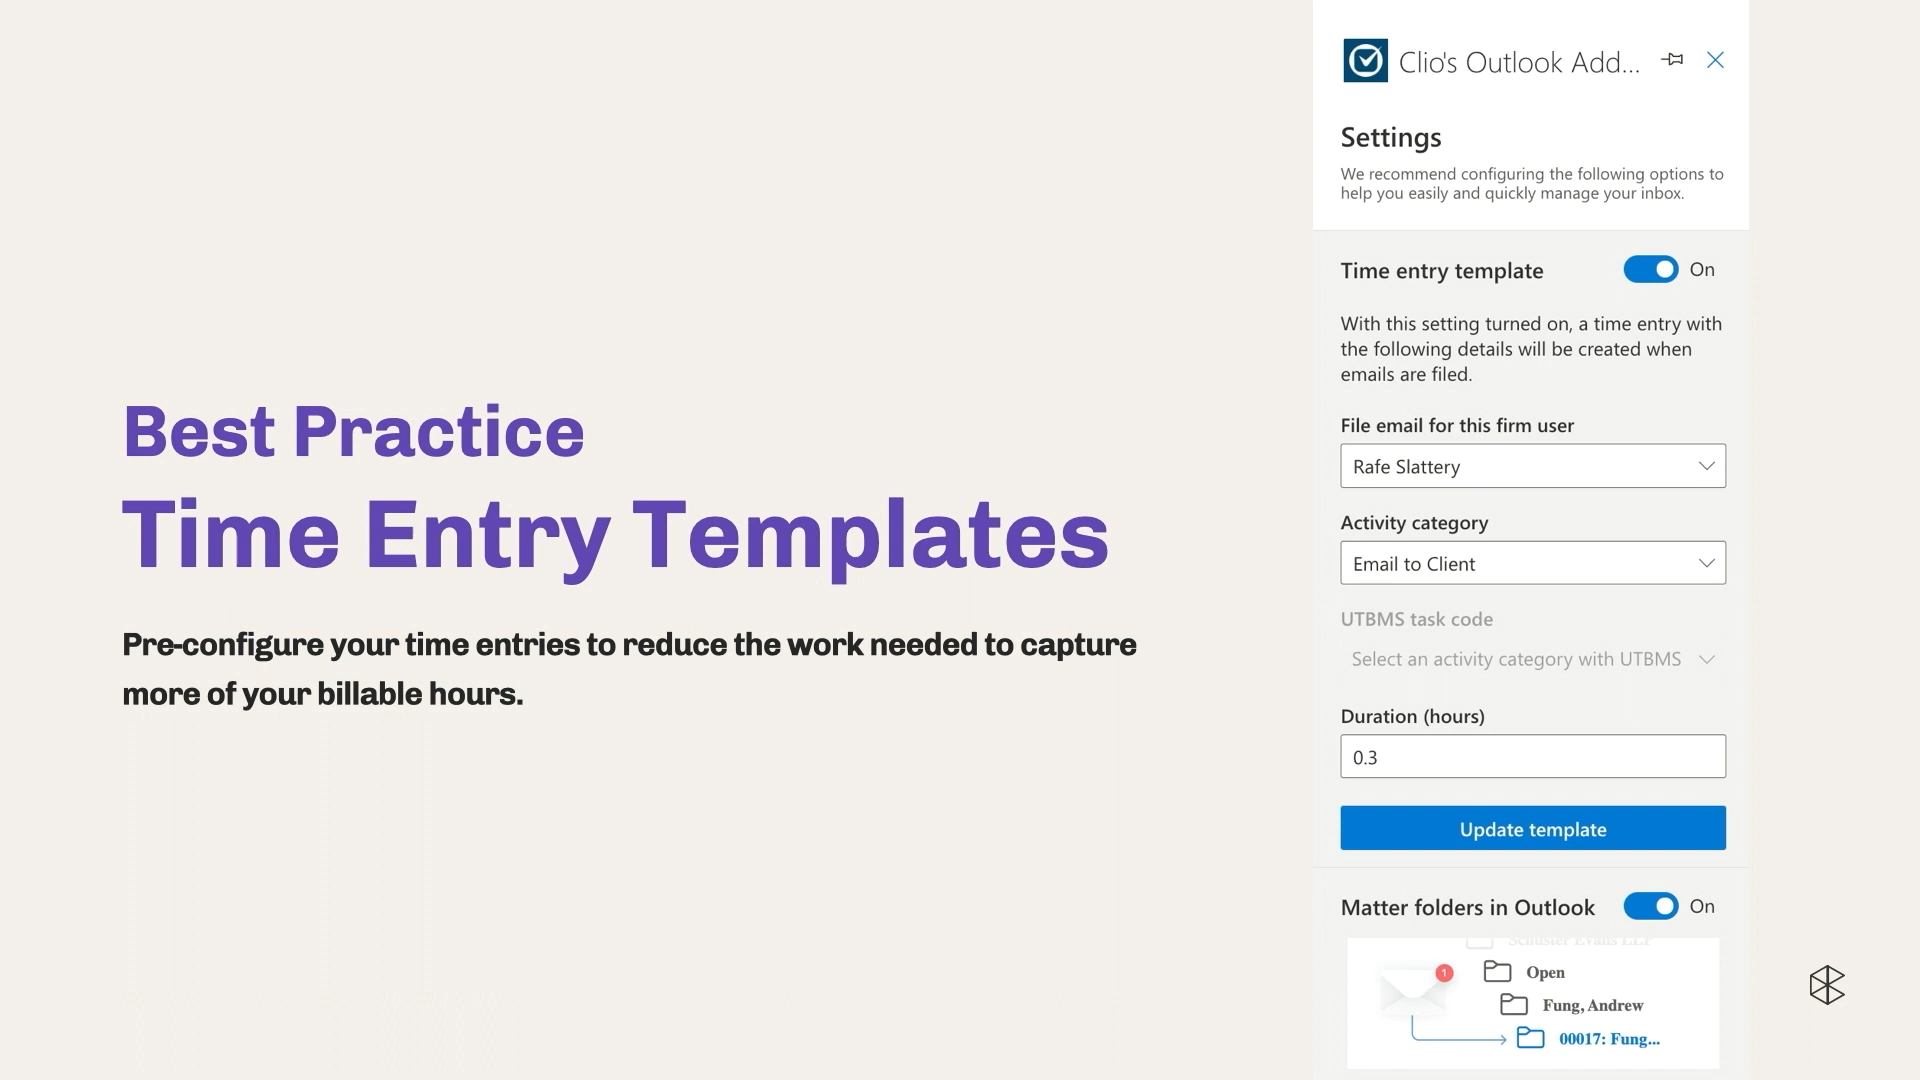 Best Practice
Time Entry Templates
Pre-configure your time entries to reduce the work needed to capture
more of your billable hours.
Clio's Outlook Add...
Settings
We recommend configuring the following options to
help you easily and quickly manage your inbox.
Time entry template
On
With this setting turned on, a time entry with
the following details will be created when
emails are filed.
File email for this firm user
Rafe Slattery
Activity category
Email to Client
UTBMS task code
Select an activity category with UTBMS
Duration (hours)
0.3
Update template
Matter folders in Outlook
On
Schuster Evans LLP
1
Open
Fung, Andrew
00017: Fung...